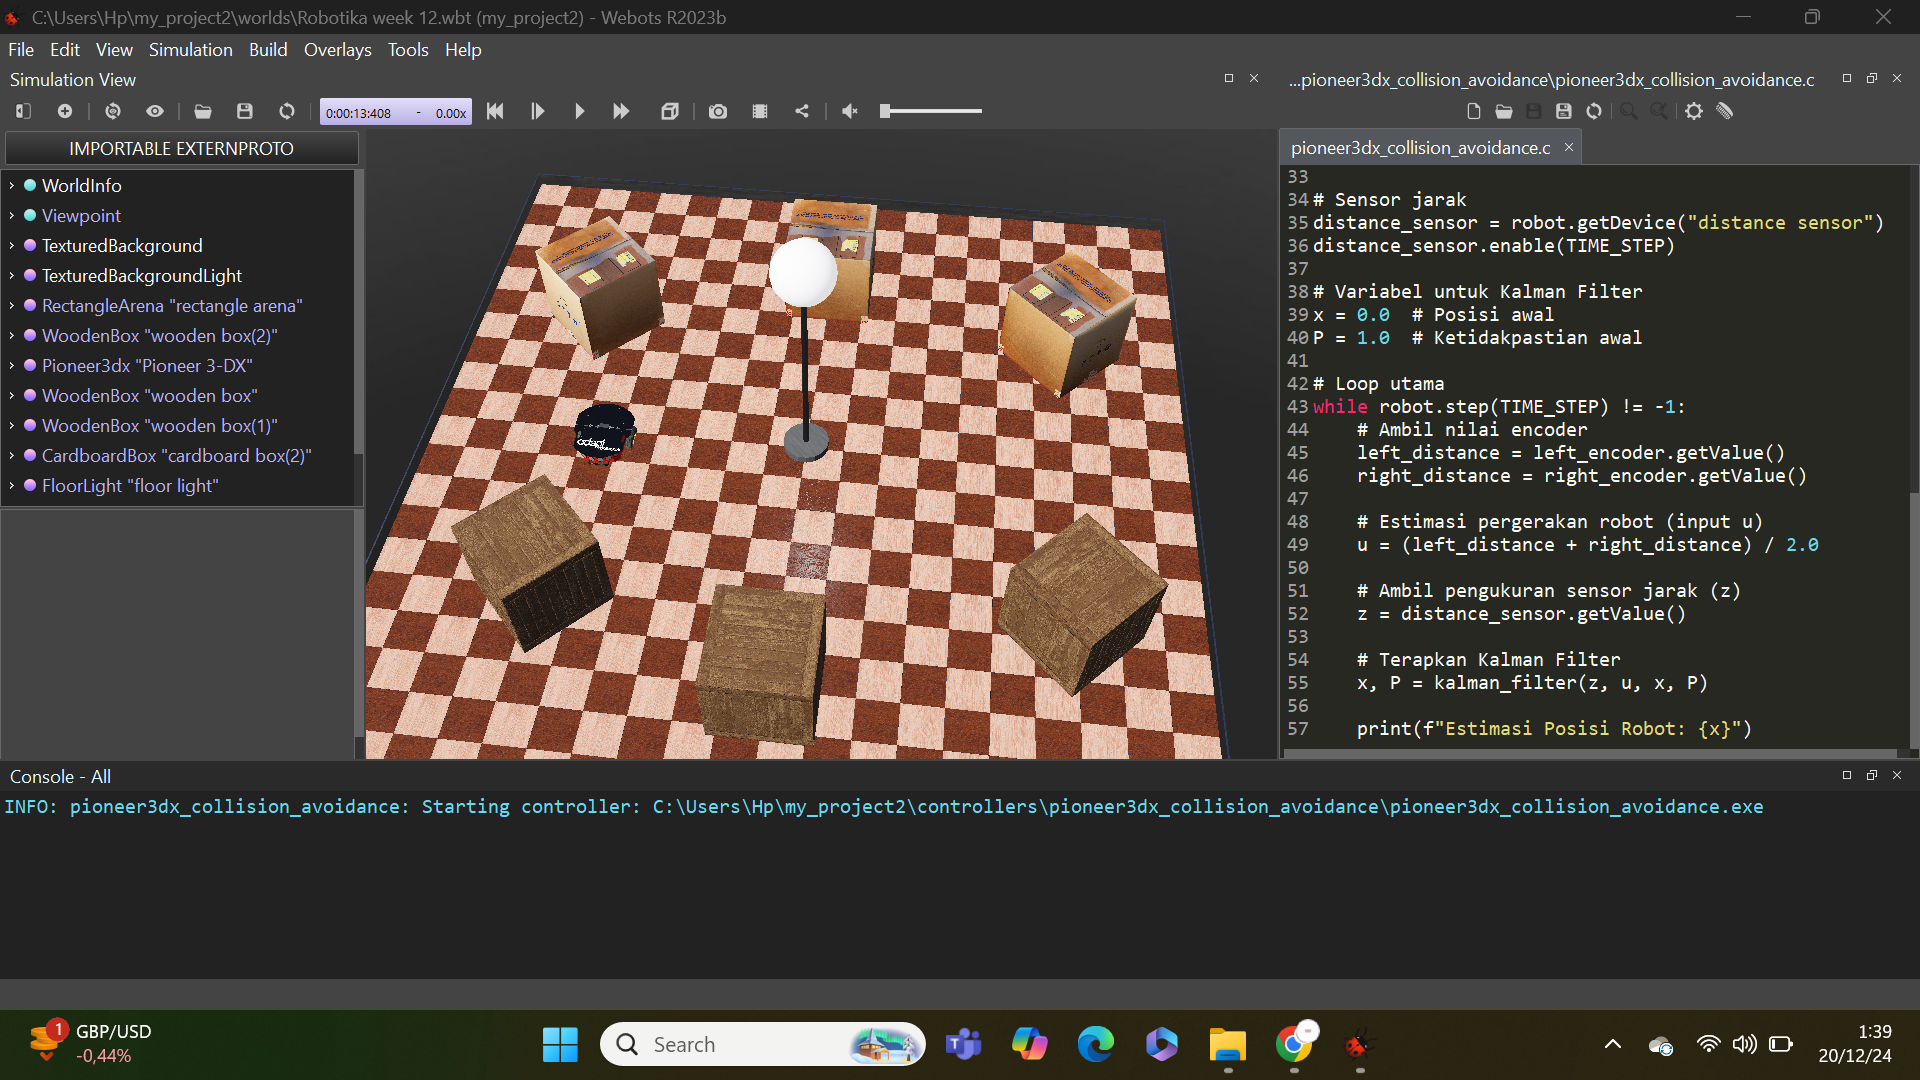 C:\Users\Hp\my_project2\worlds\Robotika week 12.wbt (my_project2) - Webots R2023b
File Edit View Simulation Build Overlays Tools Help
Simulation View
...pioneer3dx_collision_avoidance\pioneer3dx_collision_avoidance.c
0:00:13:408 - 0.00x
IMPORTABLE EXTERNPROTO
WorldInfo
Viewpoint
TexturedBackground
TexturedBackgroundLight
RectangleArena "rectangle arena"
WoodenBox "wooden box(2)"
Pioneer3dx "Pioneer 3-DX"
WoodenBox "wooden box"
WoodenBox "wooden box(1)"
CardboardBox "cardboard box(2)"
FloorLight "floor light"
pioneer3dx_collision_avoidance.c
33
34 # Sensor jarak
35 distance_sensor = robot.getDevice("distance sensor")
36 distance_sensor.enable(TIME_STEP)
37
38 # Variabel untuk Kalman Filter
39 x = 0.0  # Posisi awal
40 P = 1.0  # Ketidakpastian awal
41
42 # Loop utama
43 while robot.step(TIME_STEP) != -1:
44     # Ambil nilai encoder
45     left_distance = left_encoder.getValue()
46     right_distance = right_encoder.getValue()
47
48     # Estimasi pergerakan robot (input u)
49     u = (left_distance + right_distance) / 2.0
50
51     # Ambil pengukuran sensor jarak (z)
52     z = distance_sensor.getValue()
53
54     # Terapkan Kalman Filter
55     x, P = kalman_filter(z, u, x, P)
56
57     print(f"Estimasi Posisi Robot: {x}")
Console - All
INFO: pioneer3dx_collision_avoidance: Starting controller: C:\Users\Hp\my_project2\controllers\pioneer3dx_collision_avoidance\pioneer3dx_collision_avoidance.exe
1
GBP/USD
-0,44%
Search
1:39
20/12/24